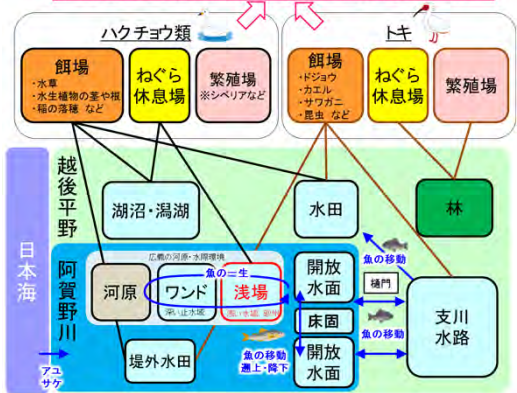 ハクチョウ類
トキ
餌場
・水草
・水生植物の茎や根
・稲の落穂 など
ねぐら
休息場
繁殖場
※シベリアなど
餌場
・ドジョウ
・カエル
・サワガニ
・昆虫 など
ねぐら
休息場
繁殖場
日本海
越後平野
湖沼・潟湖
水田
林
阿賀野川
広義の河原・水際環境
魚の一生
河原
ワンド
深い止水域
浅場
開放
水面
床固
開放
水面
魚の移動
樋門
魚の移動
支川
水路
魚の移動
遡上・降下
堤外水田
アユ
サケ